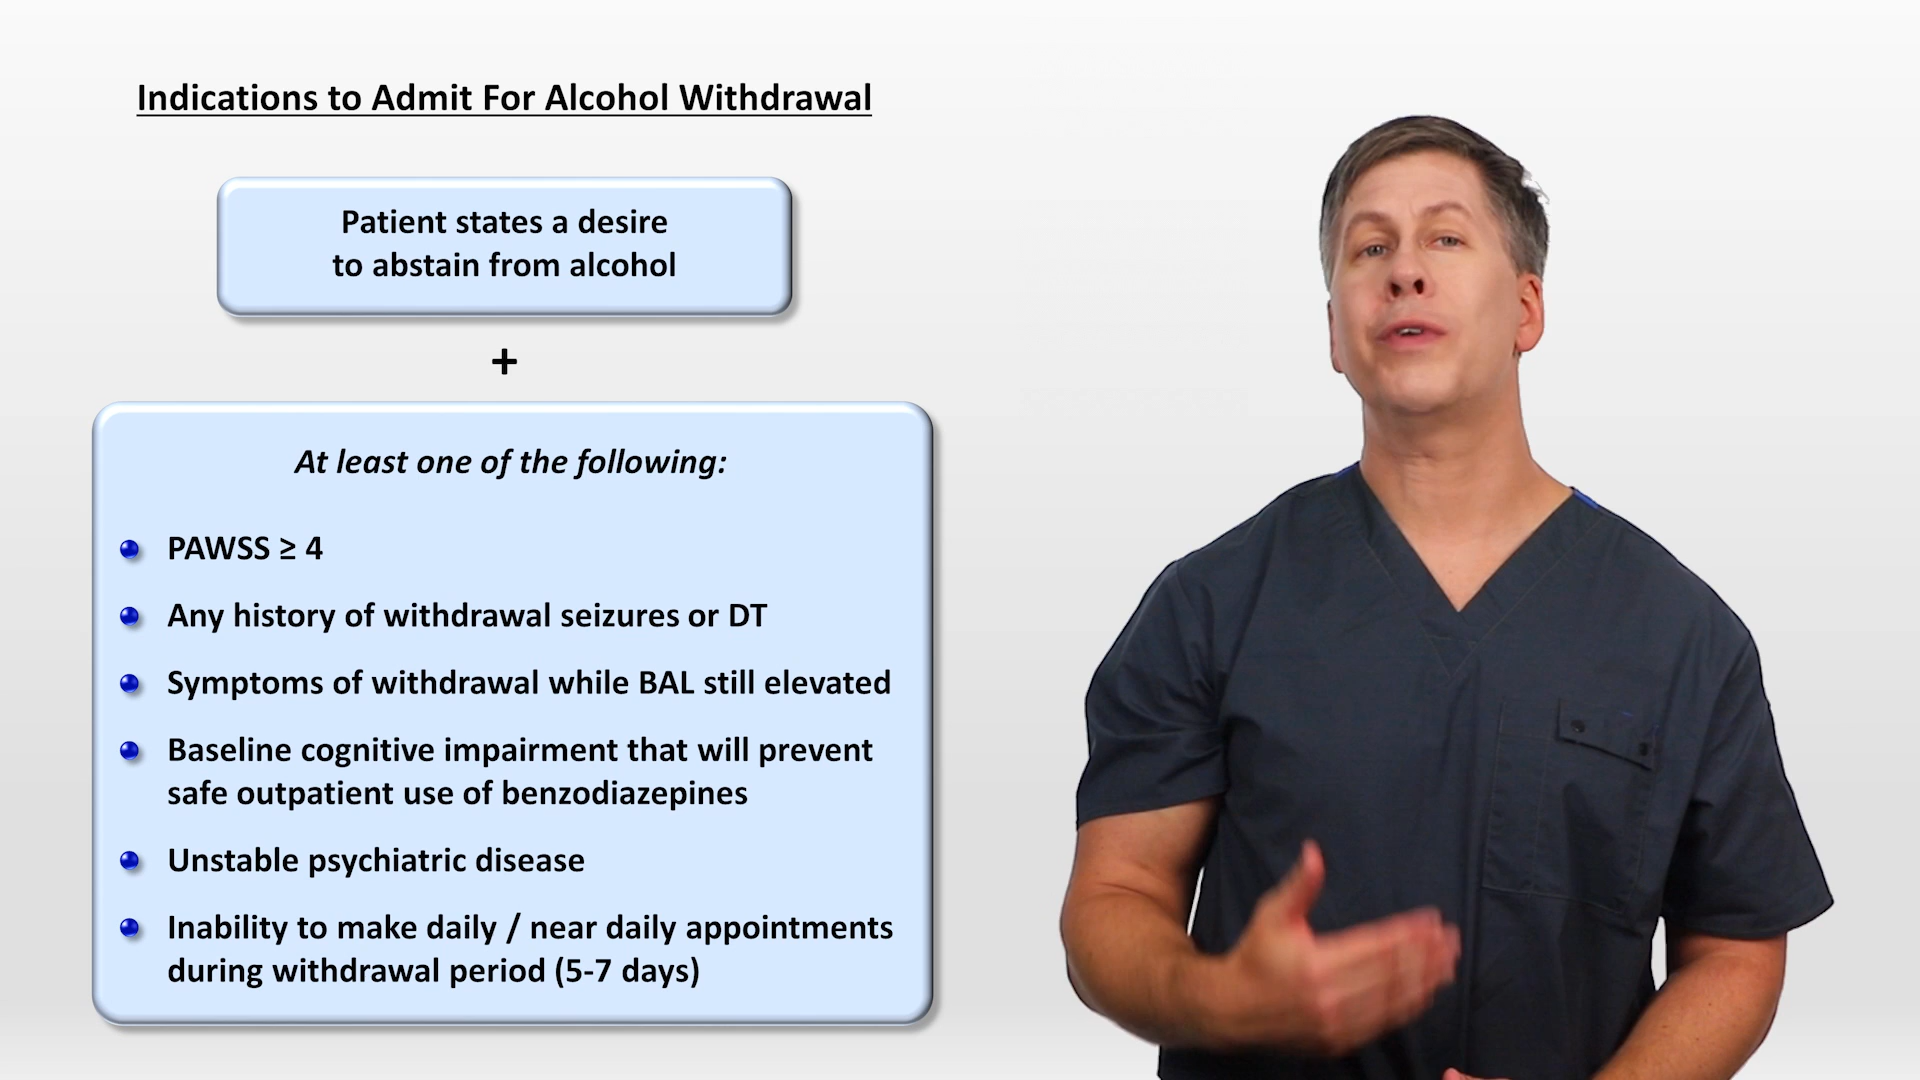 Indications to Admit For Alcohol Withdrawal
Patient states a desire
to abstain from alcohol
+
At least one of the following:
PAWSS ≥ 4
Any history of withdrawal seizures or DT
Symptoms of withdrawal while BAL still elevated
Baseline cognitive impairment that will prevent
safe outpatient use of benzodiazepines
Unstable psychiatric disease
Inability to make daily / near daily appointments
during withdrawal period (5-7 days)